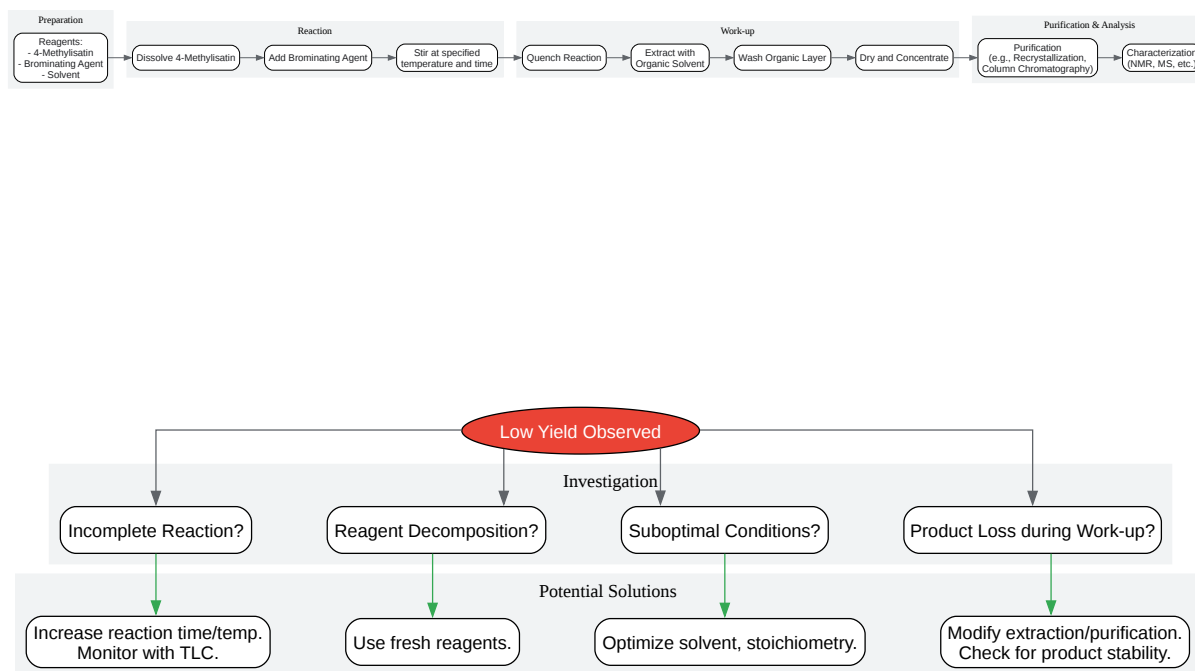 Preparation
Reagents:
- 4-Methylisatin
- Brominating Agent
- Solvent
Reaction
Dissolve 4-Methylisatin
Add Brominating Agent
Stir at specified
temperature and time
Work-up
Quench Reaction
Extract with
Organic Solvent
Wash Organic Layer
Dry and Concentrate
Purification & Analysis
Purification
(e.g., Recrystallization,
Column Chromatography)
Characterization
(NMR, MS, etc.)
Low Yield Observed
Investigation
Incomplete Reaction?
Reagent Decomposition?
Suboptimal Conditions?
Product Loss during Work-up?
Potential Solutions
Increase reaction time/temp.
Monitor with TLC.
Use fresh reagents.
Optimize solvent, stoichiometry.
Modify extraction/purification.
Check for product stability.